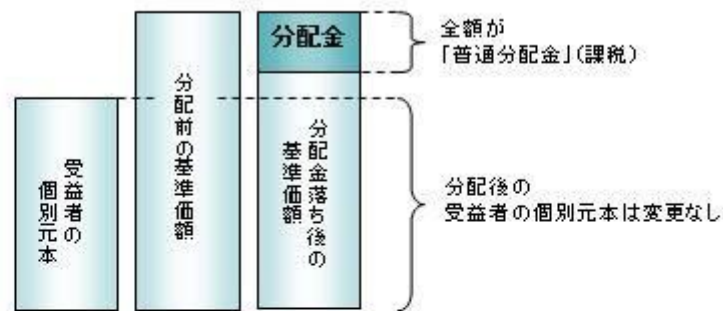 受益者の
個別元本
分配前の基準価額
分配金
分配金落ち後の
基準価額
全額が
「普通分配金」(課税)
分配後の
受益者の個別元本は変更なし